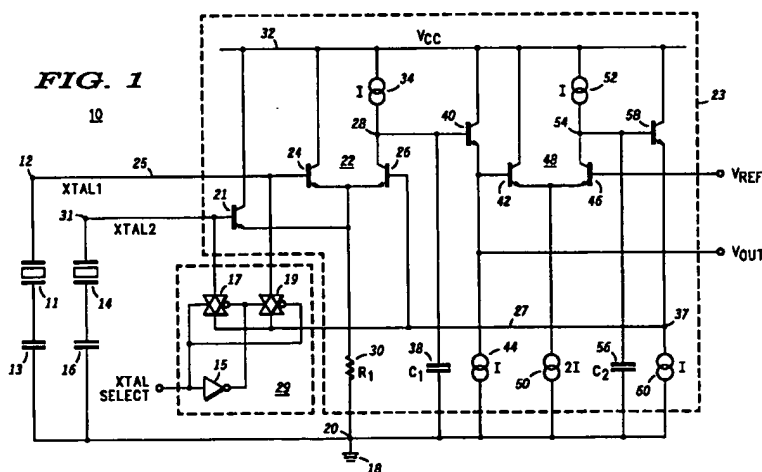 FIG. 1
10
32
VCC
I
34
I
52
23
28
40
54
58
12
25
XTAL1
24
22
26
48
31
XTAL2
21
42
46
VREF
VOUT
17
19
27
37
11
14
13
16
15
29
XTAL SELECT
30
R1
38
C1
44
I
2I
60
56
C2
I
60
20
18